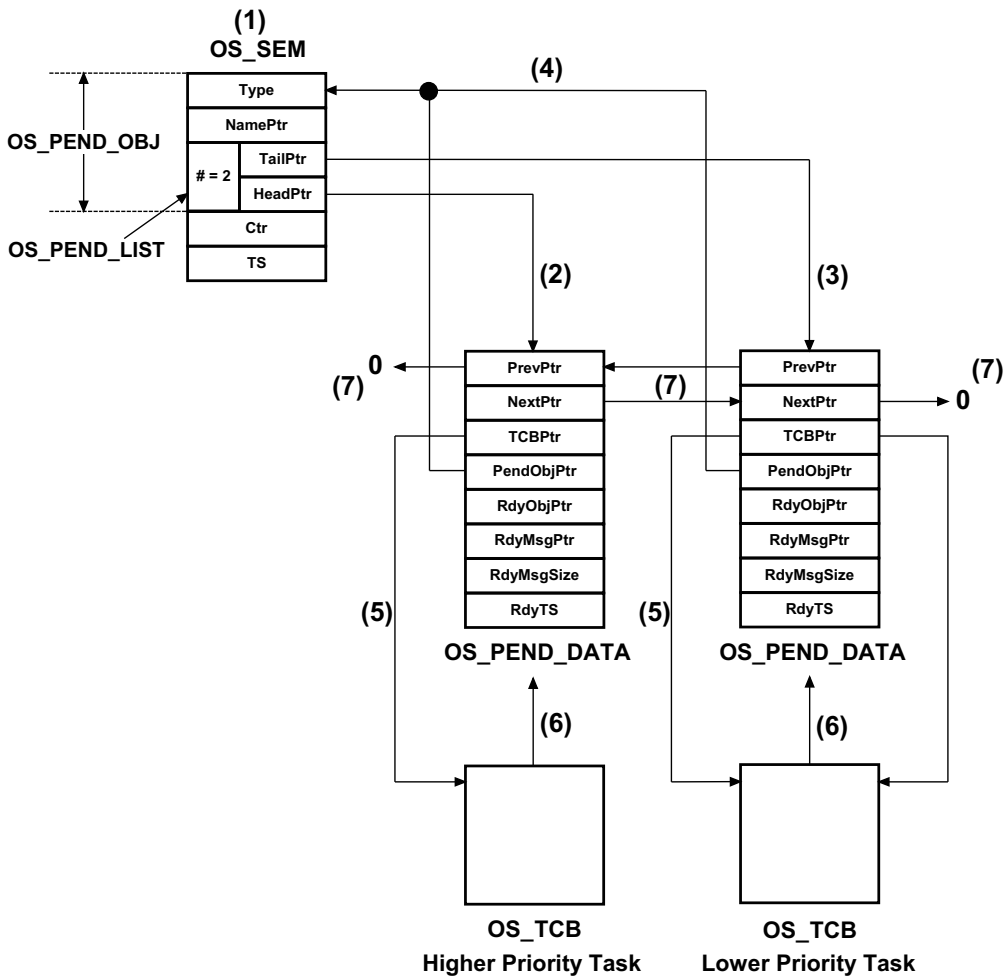 (1)
OS_SEM
(4)
Type
NamePtr
OS_PEND_OBJ
# = 2
TailPtr
HeadPtr
Ctr
OS_PEND_LIST
TS
(2)
(3)
0
(7)
PrevPtr
NextPtr
TCBPtr
PendObjPtr
RdyObjPtr
RdyMsgPtr
RdyMsgSize
RdyTS
(7)
PrevPtr
NextPtr
TCBPtr
PendObjPtr
RdyObjPtr
RdyMsgPtr
RdyMsgSize
RdyTS
(7)
0
(5)
(5)
OS_PEND_DATA
OS_PEND_DATA
(6)
(6)
OS_TCB
Higher Priority Task
OS_TCB
Lower Priority Task